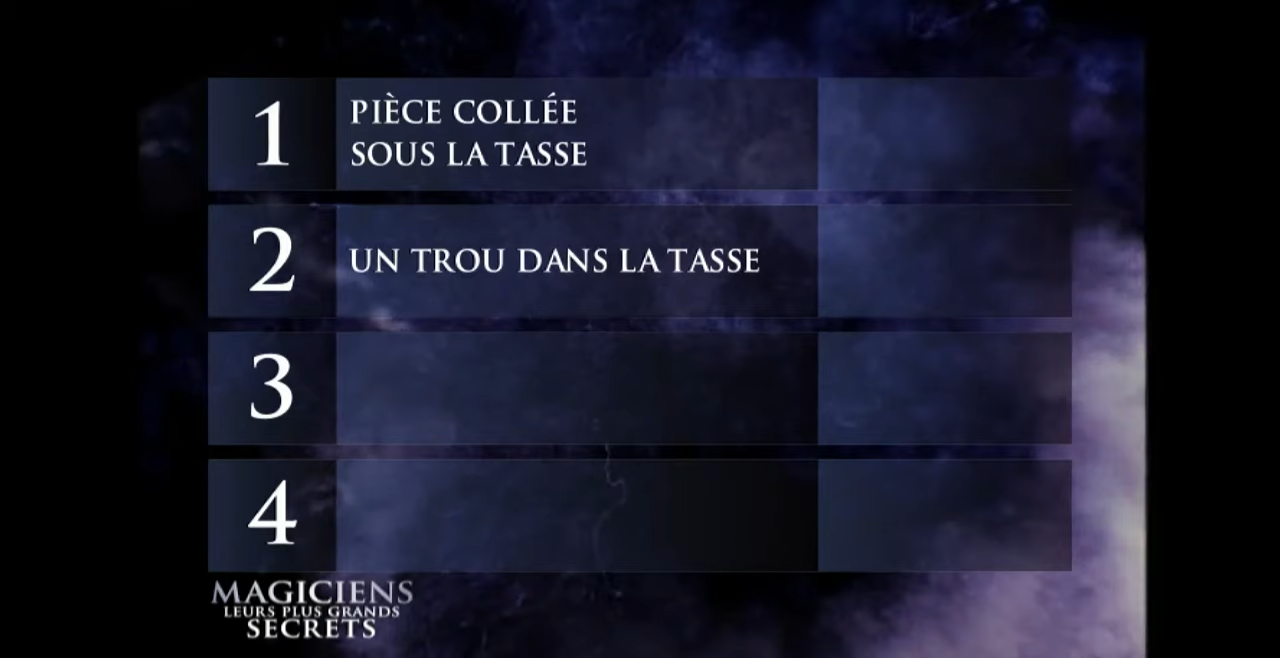 1
PIÈCE COLLÉE
SOUS LA TASSE
2
UN TROU DANS LA TASSE
3
4
MAGICIENS
LEURS PLUS GRANDS
SECRETS